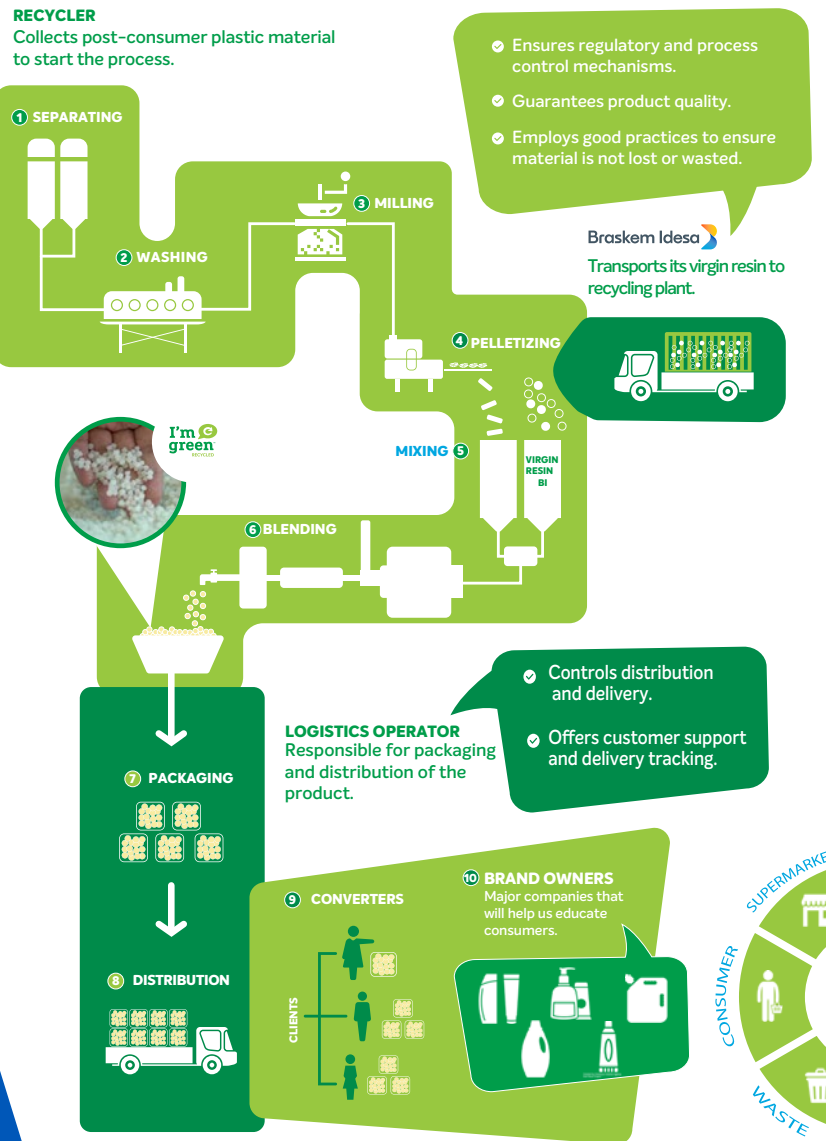 RECYCLER
Collects post-consumer plastic material
to start the process.
Ensures regulatory and process
control mechanisms.
Guarantees product quality.
Employs good practices to ensure
material is not lost or wasted.
1 SEPARATING
3 MILLING
2 WASHING
Braskem Idesa
Transports its virgin resin to
recycling plant.
4 PELLETIZING
I'm
green
RECYCLED
MIXING 5
VIRGIN
RESIN
BI
6 BLENDING
Controls distribution
and delivery.
Offers customer support
and delivery tracking.
LOGISTICS OPERATOR
Responsible for packaging
and distribution of the
product.
7 PACKAGING
8 DISTRIBUTION
9 CONVERTERS
CLIENTS
10 BRAND OWNERS
Major companies that
will help us educate
consumers.
SUPERMARKE
CONSUMER
WASTE